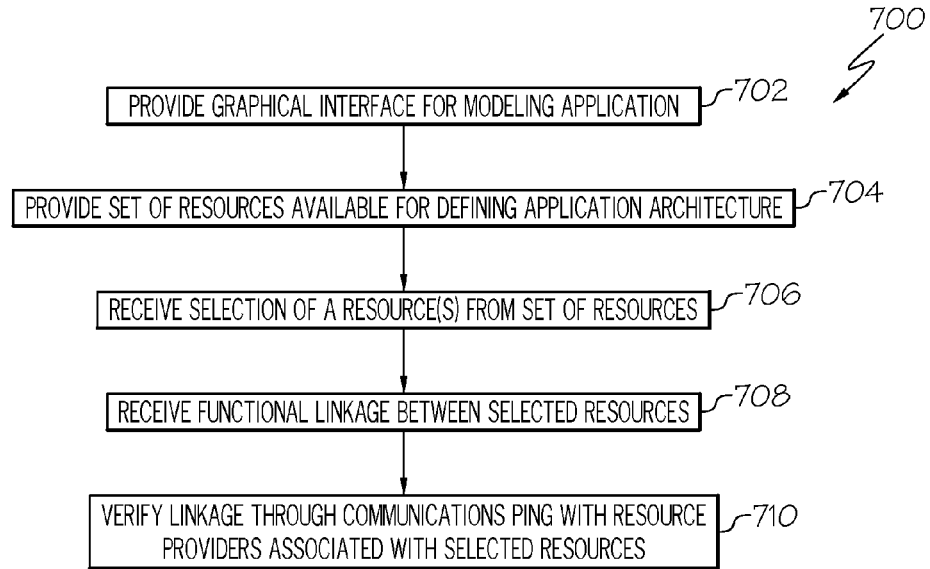 700
PROVIDE GRAPHICAL INTERFACE FOR MODELING APPLICATION
702
PROVIDE SET OF RESOURCES AVAILABLE FOR DEFINING APPLICATION ARCHITECTURE
704
RECEIVE SELECTION OF A RESOURCE(S) FROM SET OF RESOURCES
706
RECEIVE FUNCTIONAL LINKAGE BETWEEN SELECTED RESOURCES
708
VERIFY LINKAGE THROUGH COMMUNICATIONS PING WITH RESOURCE
PROVIDERS ASSOCIATED WITH SELECTED RESOURCES
710